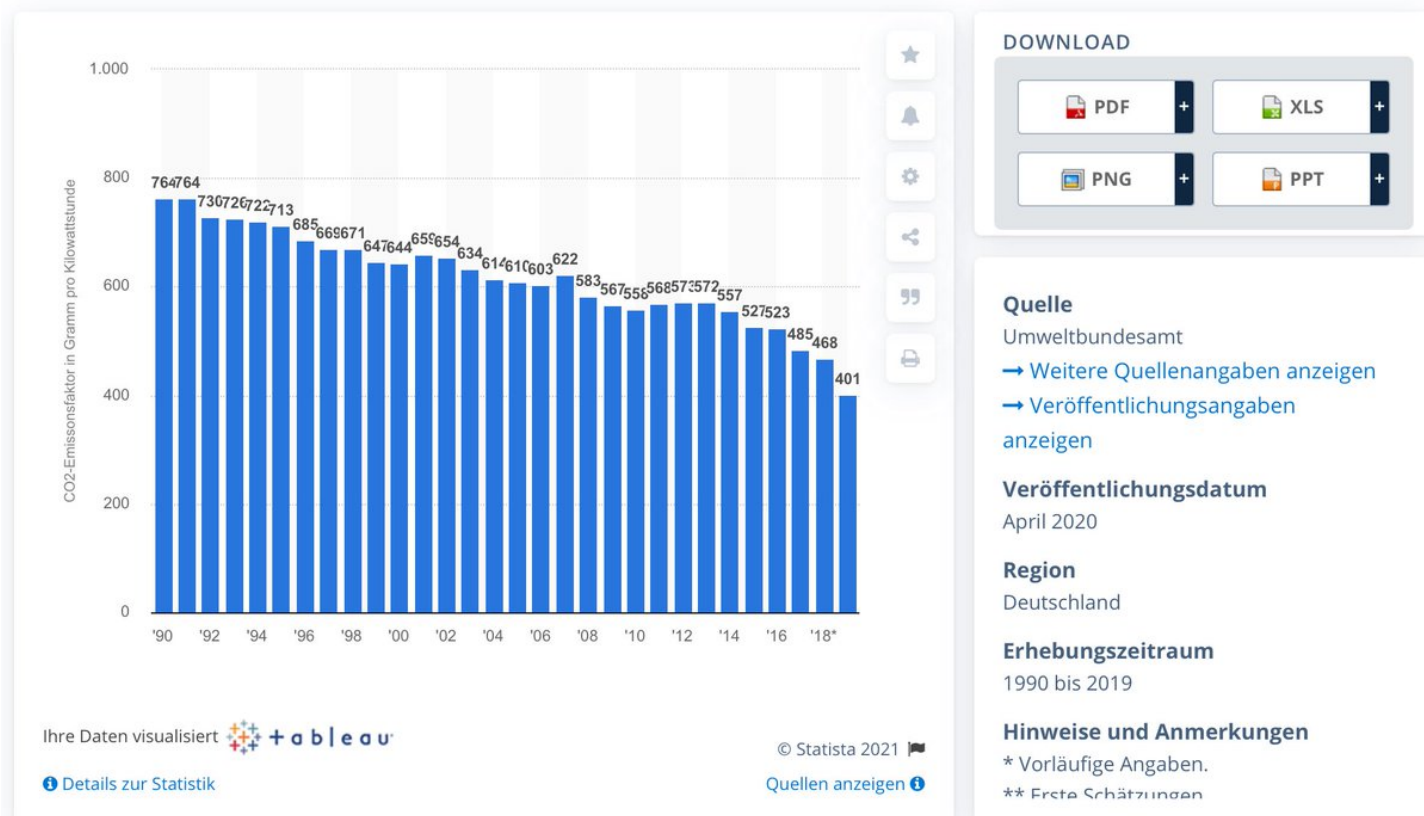 1.000
800
600
400
200
0
CO2-Emissonsfaktor in Gramm pro Kilowattstunde
764 764 730 726 722 713 685 669 671 647 644 659 654 634 614 610 603 622 583 567 558 568 573 572 557 527 523 485 468 401
'90 '92 '94 '96 '98 '00 '02 '04 '06 '08 '10 '12 '14 '16 '18*
Ihre Daten visualisiert +ableau
© Statista 2021
Details zur Statistik
Quellen anzeigen
DOWNLOAD
PDF + XLS +
PNG + PPT +
Quelle
Umweltbundesamt
→ Weitere Quellenangaben anzeigen
→ Veröffentlichungsangaben
anzeigen
Veröffentlichungsdatum
April 2020
Region
Deutschland
Erhebungszeitraum
1990 bis 2019
Hinweise und Anmerkungen
* Vorläufige Angaben.
** Erste Schätzungen